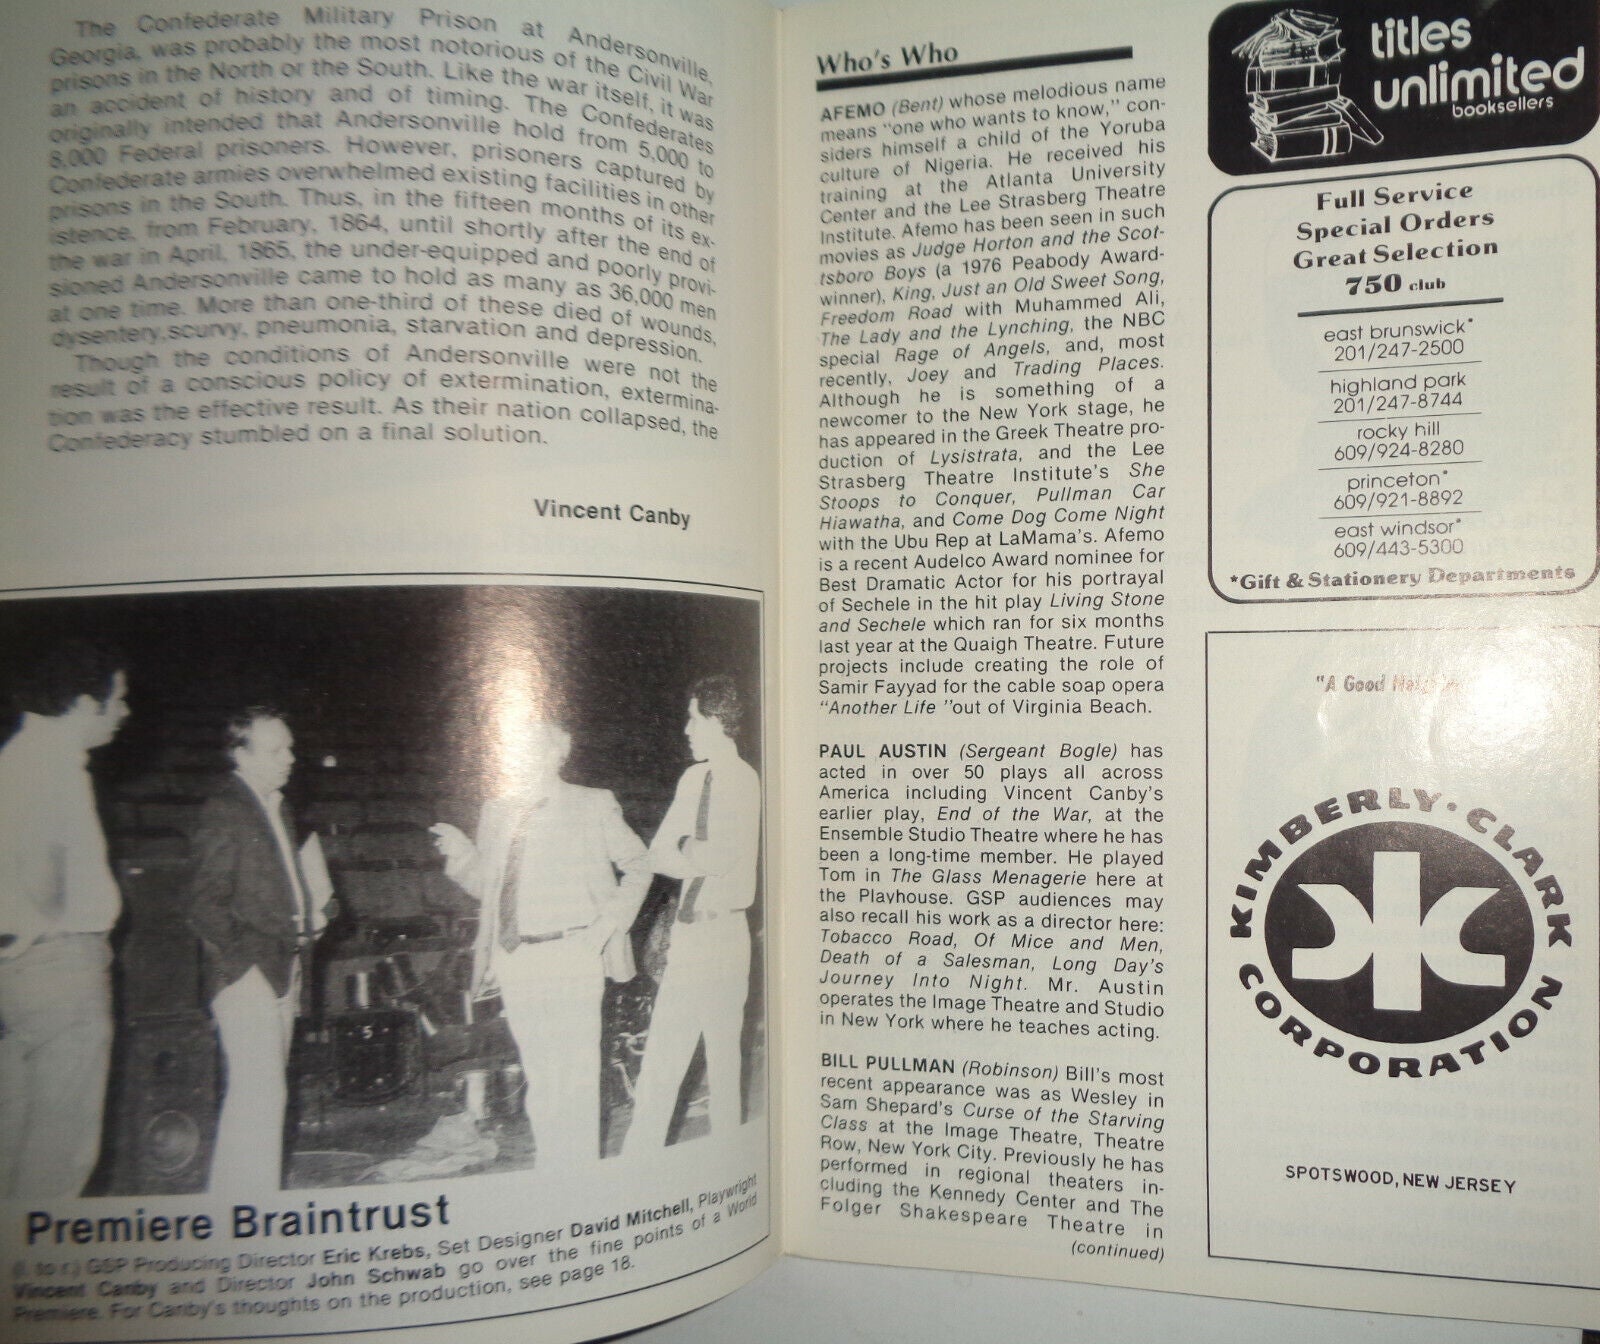 The Confederate Military Prison at Andersonville,
Georgia, was probably the most notorious of the Civil War
prisons in the North or the South. Like the war itself, it was
an accident of history and of timing. The Confederates
originally intended that Andersonville hold from 5,000 to
8,000 Federal prisoners. However, prisoners captured by
Confederate armies overwhelmed existing facilities in other
prisons in the South. Thus, in the fifteen months of its ex-
istence, from February, 1864, until shortly after the end of
the war in April, 1865, the under-equipped and poorly provi-
sioned Andersonville came to hold as many as 36,000 men
at one time. More than one-third of these died of wounds,
dysentery,scurvy, pneumonia, starvation and depression.
Though the conditions of Andersonville were not the
result of a conscious policy of extermination, extermina-
tion was the effective result. As their nation collapsed, the
Confederacy stumbled on a final solution.
Vincent Canby
5
Premiere Braintrust
(l. to r.) GSP Producing Director Eric Krebs, Set Designer David Mitchell, Playwright
Vincent Canby and Director John Schwab go over the fine points of a World
Premiere. For Canby's thoughts on the production, see page 18.
Who's Who
AFEMO (Bent) whose melodious name
means "one who wants to know," con-
siders himself a child of the Yoruba
culture of Nigeria. He received his
training at the Atlanta University
Center and the Lee Strasberg Theatre
Institute. Afemo has been seen in such
movies as Judge Horton and the Scot-
tsboro Boys (a 1976 Peabody Award-
winner), King, Just an Old Sweet Song,
Freedom Road with Muhammed Ali,
The Lady and the Lynching, the NBC
special Rage of Angels, and, most
recently, Joey and Trading Places.
Although he is something of a
newcomer to the New York stage, he
has appeared in the Greek Theatre pro-
duction of Lysistrata, and the Lee
Strasberg Theatre Institute's She
Stoops to Conquer, Pullman Car
Hiawatha, and Come Dog Come Night
with the Ubu Rep at LaMama's. Afemo
is a recent Audelco Award nominee for
Best Dramatic Actor for his portrayal
of Sechele in the hit play Living Stone
and Sechele which ran for six months
last year at the Quaigh Theatre. Future
projects include creating the role of
Samir Fayyad for the cable soap opera
"Another Life "out of Virginia Beach.
PAUL AUSTIN (Sergeant Bogle) has
acted in over 50 plays all across
America including Vincent Canby's
earlier play, End of the War, at the
Ensemble Studio Theatre where he has
been a long-time member. He played
Tom in The Glass Menagerie here at
the Playhouse. GSP audiences may
also recall his work as a director here:
Tobacco Road, Of Mice and Men,
Death of a Salesman, Long Day's
Journey Into Night. Mr. Austin
operates the Image Theatre and Studio
in New York where he teaches acting.
BILL PULLMAN (Robinson) Bill's most
recent appearance was as Wesley in
Sam Shepard's Curse of the Starving
Class at the Image Theatre, Theatre
Row, New York City. Previously he has
performed in regional theaters in-
cluding the Kennedy Center and The
Folger Shakespeare Theatre in
(continued)
titles
unlimited
booksellers
Full Service
Special Orders
Great Selection
750 club
east brunswick*
201/247-2500
highland park
201/247-8744
rocky hill
609/924-8280
princeton*
609/921-8892
east windsor*
609/443-5300
*Gift & Stationery Departments
"A Good
KIMBERLY·CLARK
CORPORATION
SPOTSWOOD, NEW JERSEY